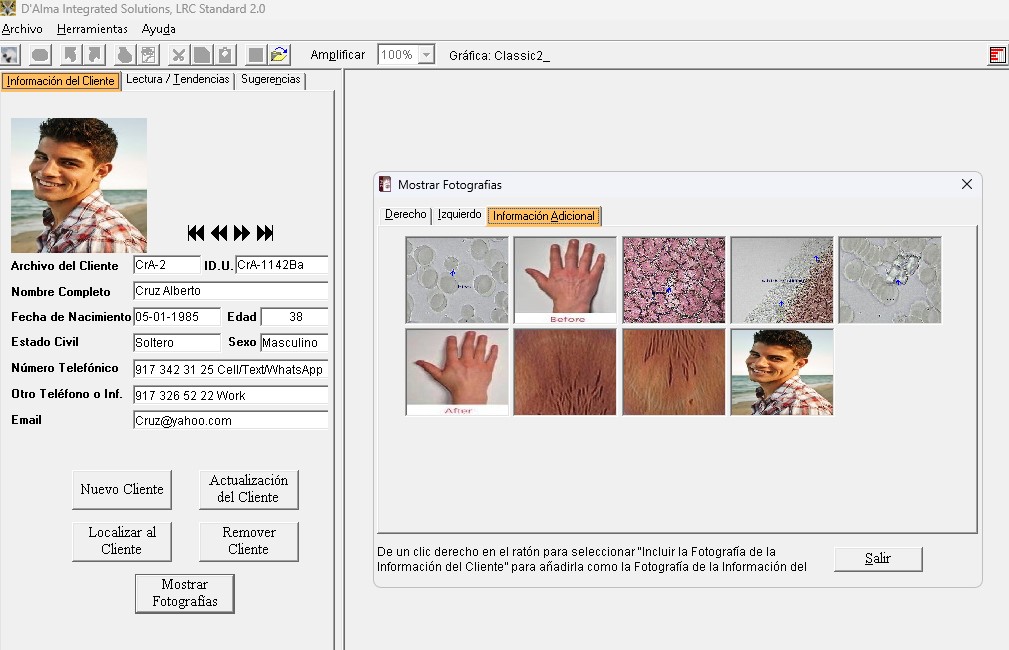 D'Alma Integrated Solutions, LRC Standard 2.0
Archivo Herramientas Ayuda
Amplificar 100% Gráfica: Classic2_
Información del Cliente Lectura / Tendencias Sugerencias
Archivo del Cliente CrA-2 ID.U. CrA-1142Ba
Nombre Completo Cruz Alberto
Fecha de Nacimiento 05-01-1985 Edad 38
Estado Civil Soltero Sexo Masculino
Número Telefónico 917 342 31 25 Cell/Text/WhatsApp
Otro Teléfono o Inf. 917 326 52 22 Work
Email Cruz@yahoo.com
Nuevo Cliente
Actualización
del Cliente
Localizar al
Cliente
Remover
Cliente
Mostrar
Fotografías
Mostrar Fotografias
Derecho Izquierdo Información Adicional
Before
After
De un clic derecho en el ratón para seleccionar "Incluir la Fotografía de la
Información del Cliente" para añadirla como la Fotografía de la Información del
Salir